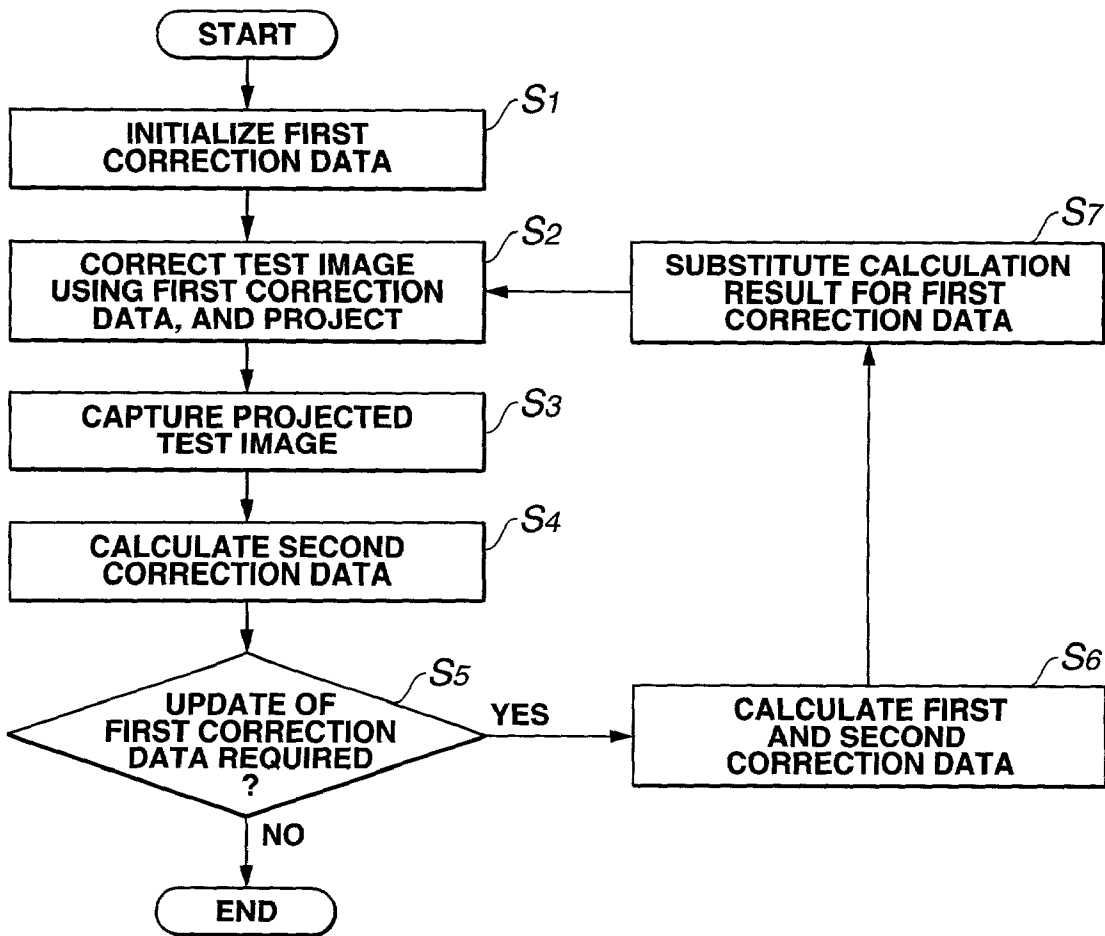 START
S1
INITIALIZE FIRST
CORRECTION DATA
S2
CORRECT TEST IMAGE
USING FIRST CORRECTION
DATA, AND PROJECT
S7
SUBSTITUTE CALCULATION
RESULT FOR FIRST
CORRECTION DATA
S3
CAPTURE PROJECTED
TEST IMAGE
S4
CALCULATE SECOND
CORRECTION DATA
S5
UPDATE OF
FIRST CORRECTION
DATA REQUIRED
?
YES
S6
CALCULATE FIRST
AND SECOND
CORRECTION DATA
NO
END